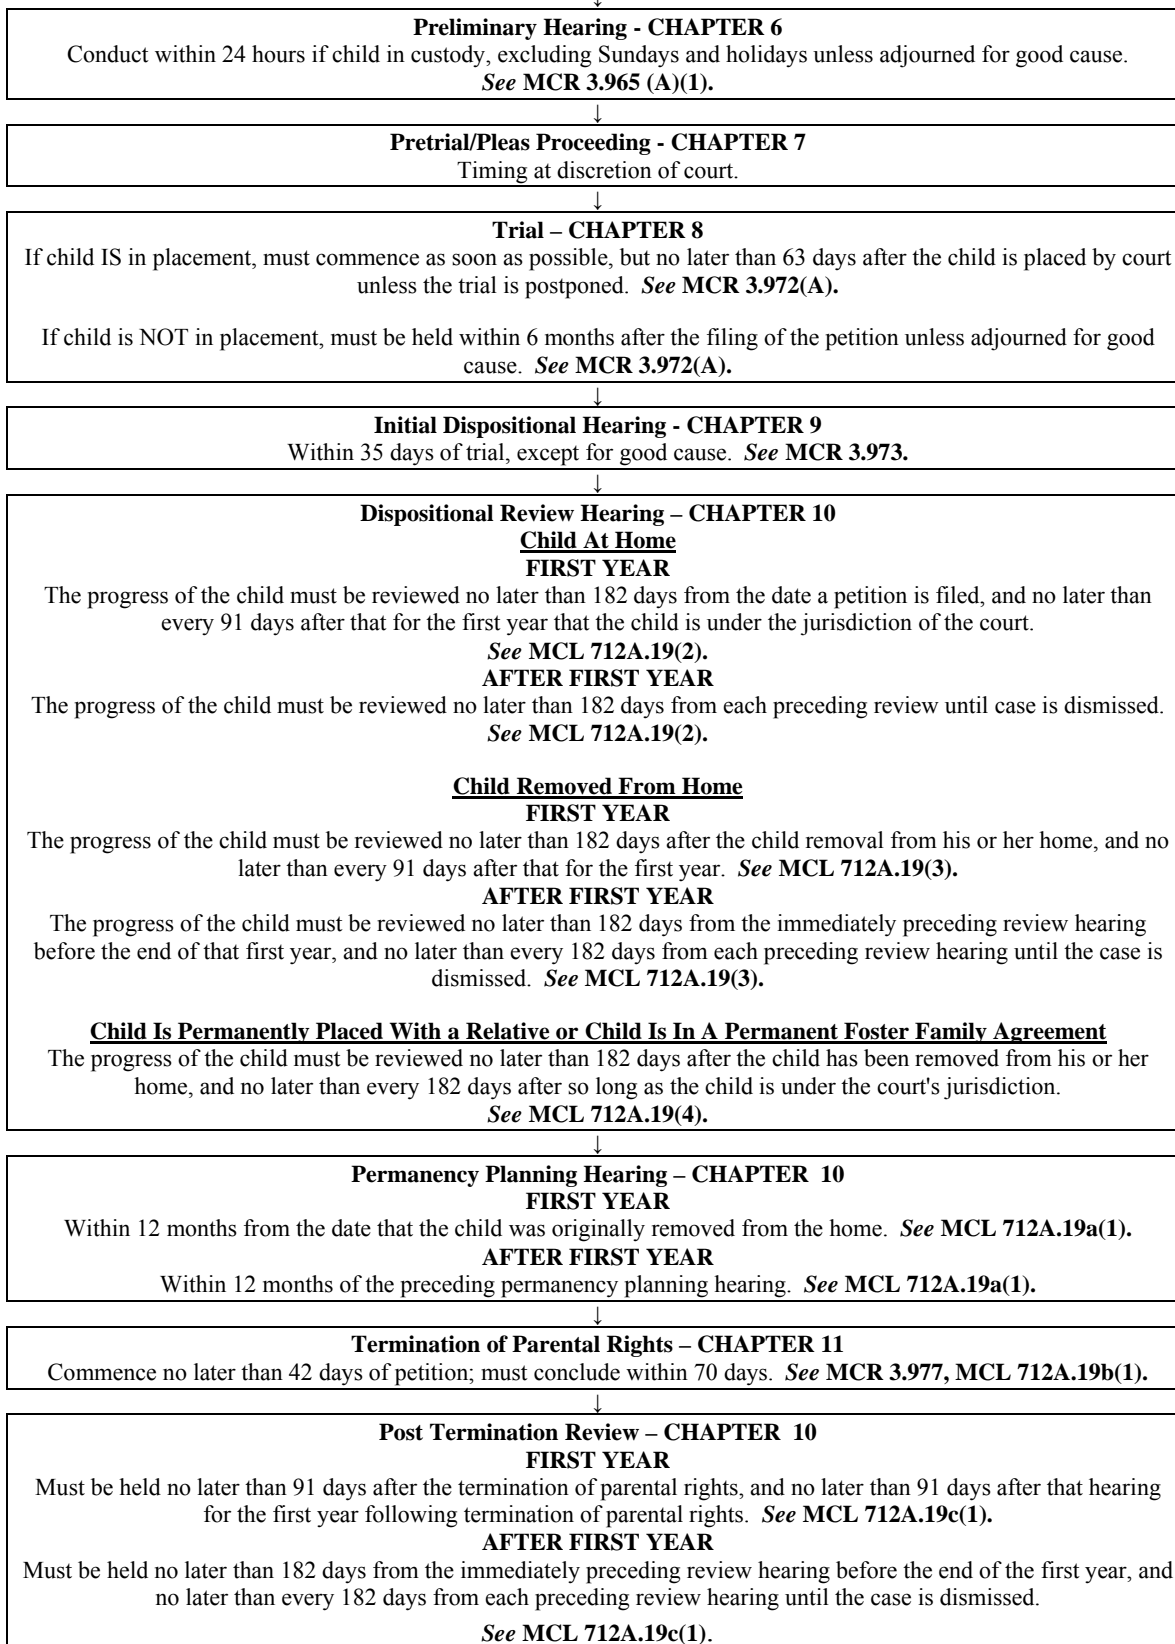 ↓
Preliminary Hearing - CHAPTER 6
Conduct within 24 hours if child in custody, excluding Sundays and holidays unless adjourned for good cause.
See MCR 3.965 (A)(1).
↓
Pretrial/Pleas Proceeding - CHAPTER 7
Timing at discretion of court.
↓
Trial – CHAPTER 8
If child IS in placement, must commence as soon as possible, but no later than 63 days after the child is placed by court
unless the trial is postponed. See MCR 3.972(A).
If child is NOT in placement, must be held within 6 months after the filing of the petition unless adjourned for good
cause. See MCR 3.972(A).
↓
Initial Dispositional Hearing - CHAPTER 9
Within 35 days of trial, except for good cause. See MCR 3.973.
↓
Dispositional Review Hearing – CHAPTER 10
Child At Home
FIRST YEAR
The progress of the child must be reviewed no later than 182 days from the date a petition is filed, and no later than
every 91 days after that for the first year that the child is under the jurisdiction of the court.
See MCL 712A.19(2).
AFTER FIRST YEAR
The progress of the child must be reviewed no later than 182 days from each preceding review until case is dismissed.
See MCL 712A.19(2).
Child Removed From Home
FIRST YEAR
The progress of the child must be reviewed no later than 182 days after the child removal from his or her home, and no
later than every 91 days after that for the first year. See MCL 712A.19(3).
AFTER FIRST YEAR
The progress of the child must be reviewed no later than 182 days from the immediately preceding review hearing
before the end of that first year, and no later than every 182 days from each preceding review hearing until the case is
dismissed. See MCL 712A.19(3).
Child Is Permanently Placed With a Relative or Child Is In A Permanent Foster Family Agreement
The progress of the child must be reviewed no later than 182 days after the child has been removed from his or her
home, and no later than every 182 days after so long as the child is under the court's jurisdiction.
See MCL 712A.19(4).
↓
Permanency Planning Hearing – CHAPTER 10
FIRST YEAR
Within 12 months from the date that the child was originally removed from the home. See MCL 712A.19a(1).
AFTER FIRST YEAR
Within 12 months of the preceding permanency planning hearing. See MCL 712A.19a(1).
↓
Termination of Parental Rights – CHAPTER 11
Commence no later than 42 days of petition; must conclude within 70 days. See MCR 3.977, MCL 712A.19b(1).
↓
Post Termination Review – CHAPTER 10
FIRST YEAR
Must be held no later than 91 days after the termination of parental rights, and no later than 91 days after that hearing
for the first year following termination of parental rights. See MCL 712A.19c(1).
AFTER FIRST YEAR
Must be held no later than 182 days from the immediately preceding review hearing before the end of the first year, and
no later than every 182 days from each preceding review hearing until the case is dismissed.
See MCL 712A.19c(1).